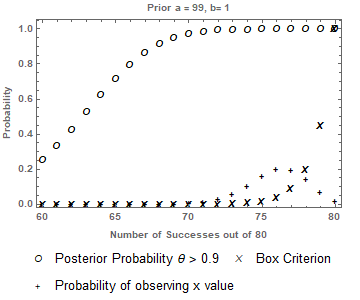 Prior a = 99, b= 1
Probability
1.0
0.8
0.6
0.4
0.2
0.0
60 65 70 75 80
Number of Successes out of 80
o Posterior Probability θ > 0.9 x Box Criterion
+ Probability of observing x value